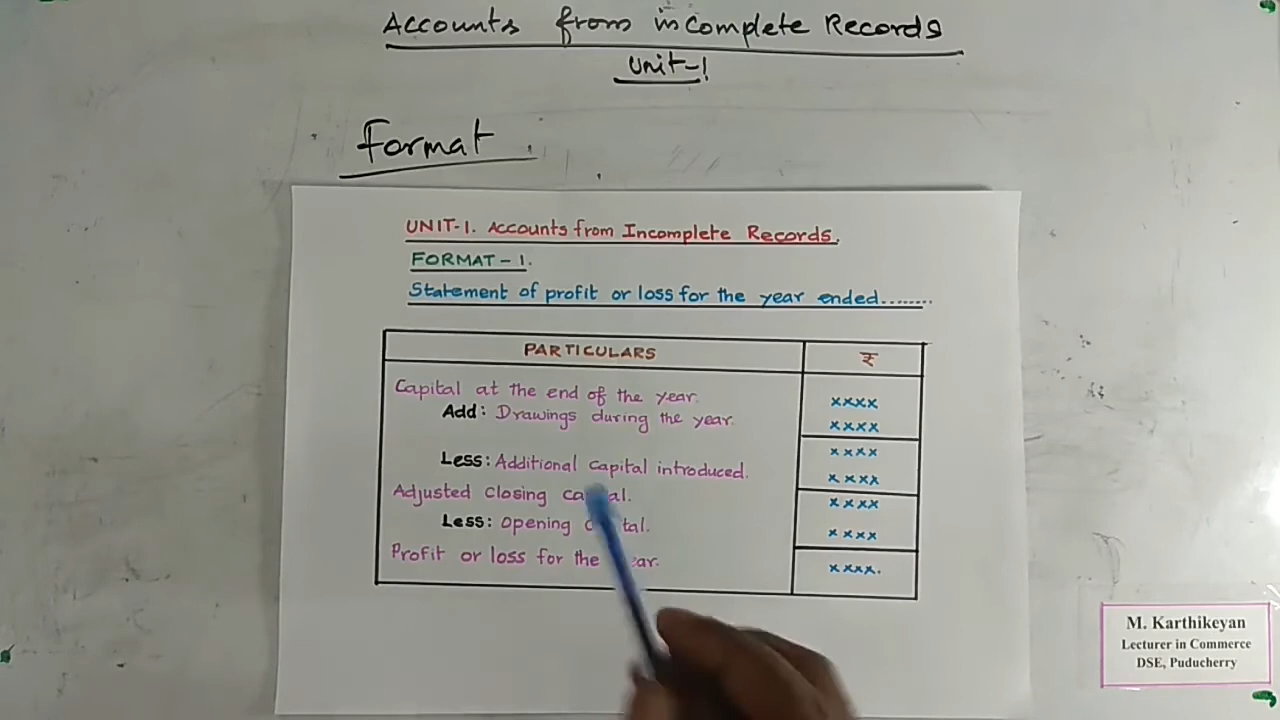 Accounts from incomplete Records
Unit-1
Format
UNIT-1. Accounts from Incomplete Records.
FORMAT-1.
Statement of profit or loss for the year ended........
PARTICULARS ₹
Capital at the end of the year. xxxx
Add: Drawings during the year. xxxx
xxxx
Less: Additional capital introduced. xxxx
Adjusted Closing xxxx
Less: Opening xxxx
Profit or loss for the xxxx.
M. Karthikeyan
Lecturer in Commerce
DSE, Puducherry